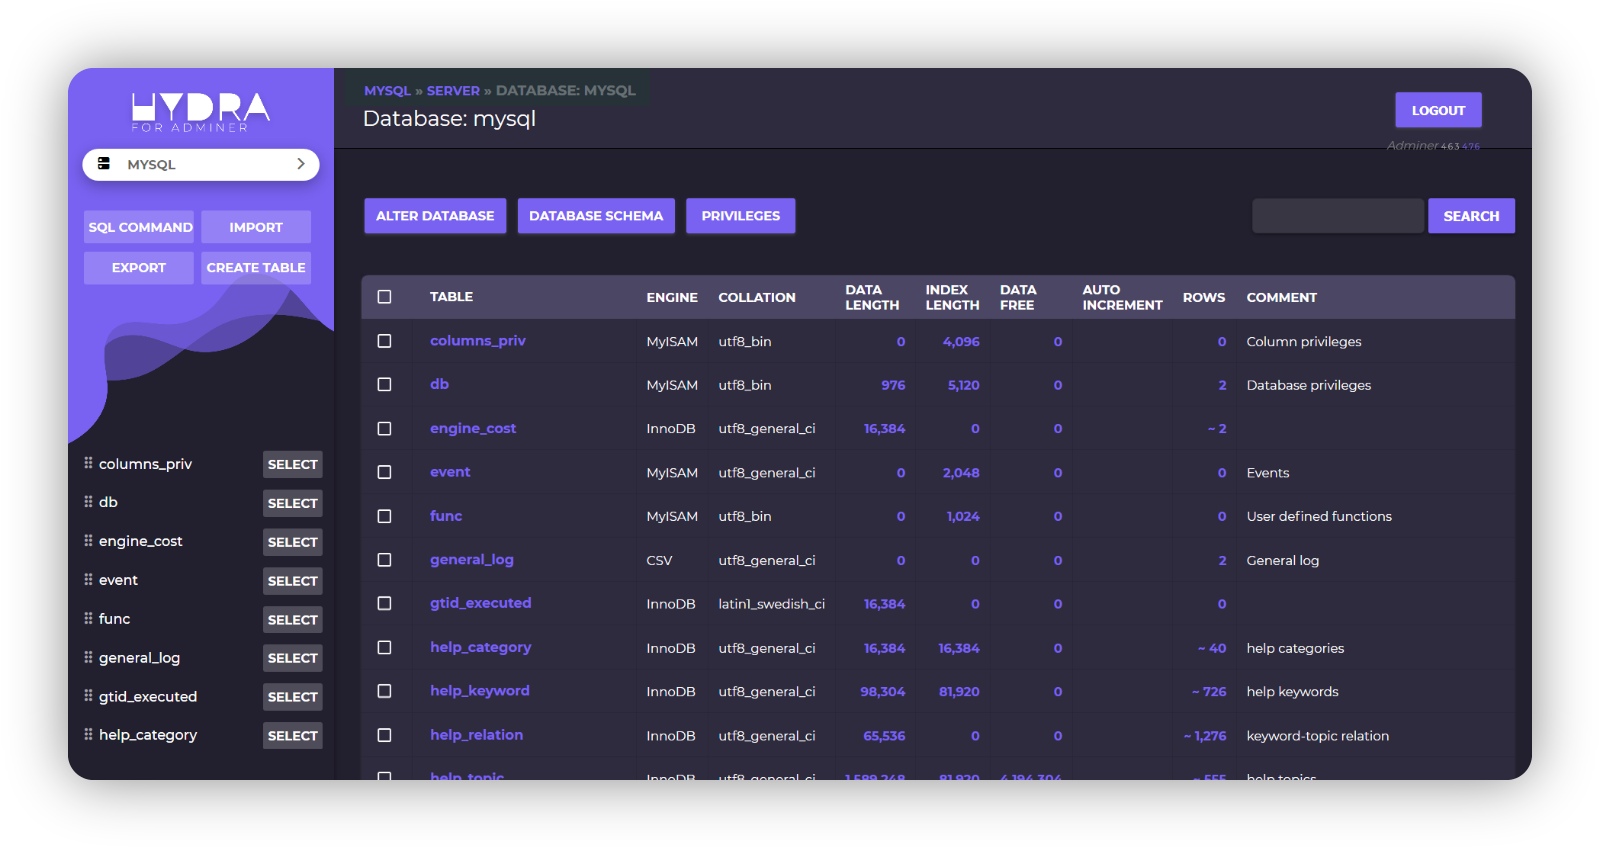 HYDRA
FOR ADMINER
MYSQL
SQL COMMAND IMPORT
EXPORT CREATE TABLE
columns_priv SELECT
db SELECT
engine_cost SELECT
event SELECT
func SELECT
general_log SELECT
gtid_executed SELECT
help_category SELECT
MYSQL » SERVER » DATABASE: MYSQL
Database: mysql
LOGOUT
Adminer 4.6.3 4.7.6
ALTER DATABASE DATABASE SCHEMA PRIVILEGES SEARCH
TABLE ENGINE COLLATION DATA LENGTH INDEX LENGTH DATA FREE AUTO INCREMENT ROWS COMMENT
columns_priv MyISAM utf8_bin 0 4,096 0 0 Column privileges
db MyISAM utf8_bin 976 5,120 0 2 Database privileges
engine_cost InnoDB utf8_general_ci 16,384 0 0 ~ 2
event MyISAM utf8_general_ci 0 2,048 0 0 Events
func MyISAM utf8_bin 0 1,024 0 0 User defined functions
general_log CSV utf8_general_ci 0 0 0 2 General log
gtid_executed InnoDB latin1_swedish_ci 16,384 0 0 0
help_category InnoDB utf8_general_ci 16,384 16,384 0 ~ 40 help categories
help_keyword InnoDB utf8_general_ci 98,304 81,920 0 ~ 726 help keywords
help_relation InnoDB utf8_general_ci 65,536 0 0 ~ 1,276 keyword-topic relation
help_topic InnoDB utf8_general_ci 1,589,248 81,920 4,194,304 ~ 555 help topics